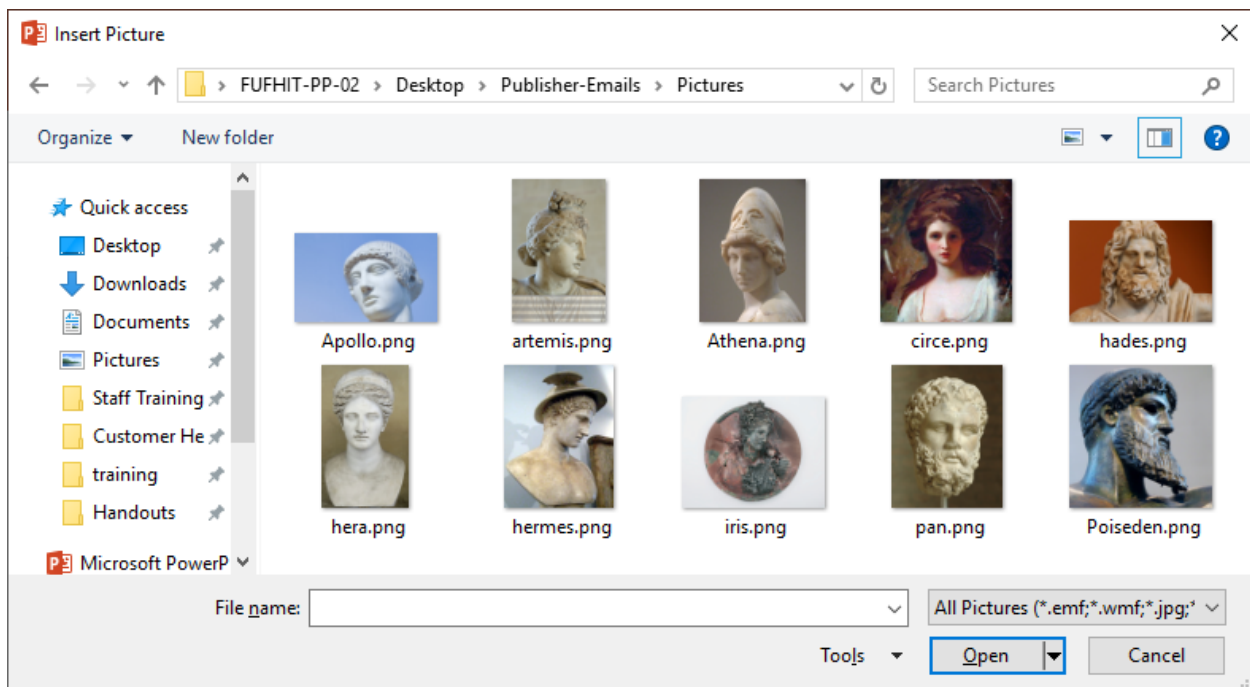 Insert Picture
FUFHIT-PP-02 > Desktop > Publisher-Emails > Pictures
Search Pictures
Organize
New folder
Quick access
Desktop
Downloads
Documents
Pictures
Staff Training
Customer He
training
Handouts
Microsoft PowerP
Apollo.png
artemis.png
Athena.png
circe.png
hades.png
hera.png
hermes.png
iris.png
pan.png
Poiseden.png
File name:
All Pictures (*.emf;*.wmf;*.jpg;*
Tools
Open
Cancel